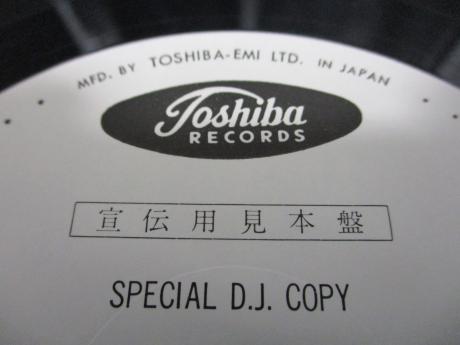 MFD. BY TOSHIBA-EMI LTD. IN JAPAN
Toshiba
RECORDS
宣伝用見本盤
SPECIAL D.J. COPY